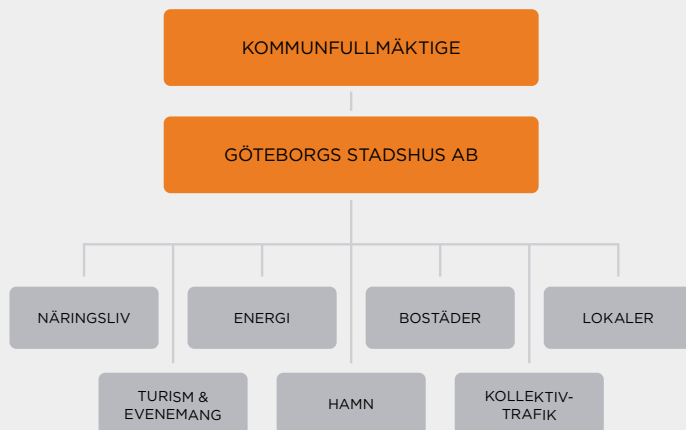 KOMMUNFULLMÄKTIGE
GÖTEBORGS STADSHUS AB
NÄRINGSLIV
ENERGI
BOSTÄDER
LOKALER
TURISM &
EVENEMANG
HAMN
KOLLEKTIV-
TRAFIK